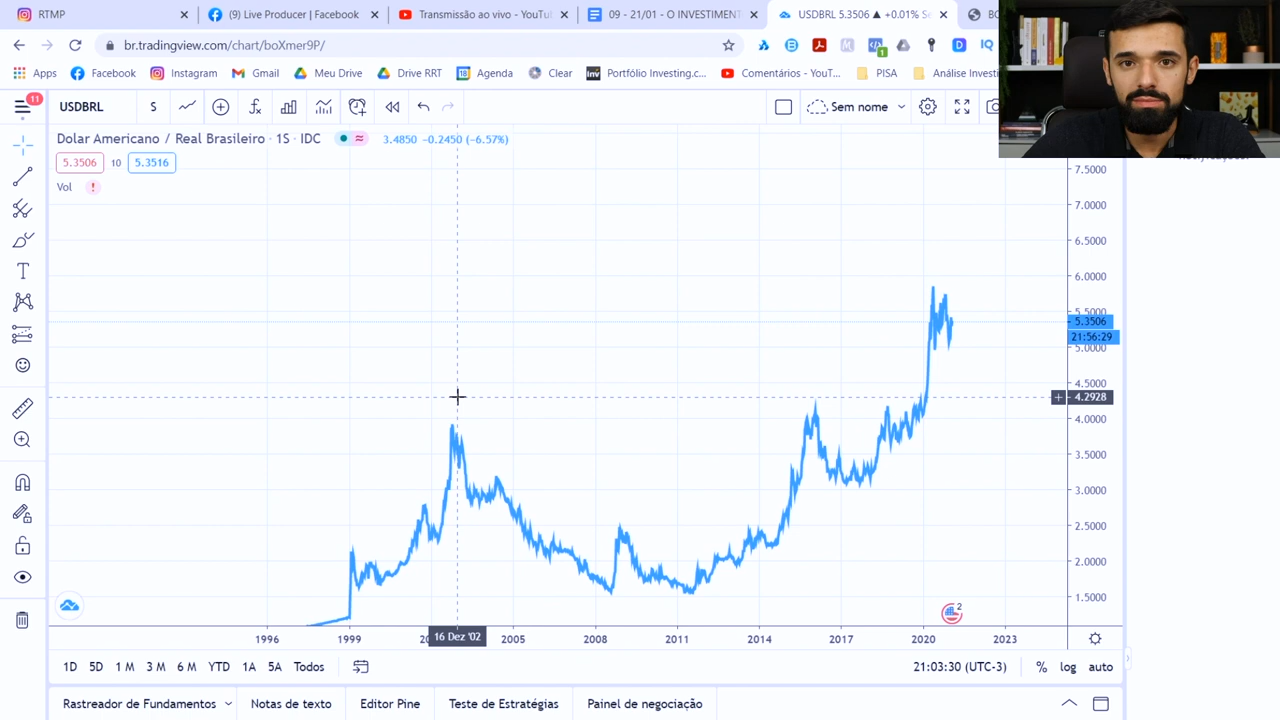 RTMP
(9) Live Producer | Facebook
Transmissão ao vivo - YouTu
09 - 21/01 - O INVESTIMENT
USDBRL 5.3506 ▲ +0.01% Se
br.tradingview.com/chart/boXmer9P/
Apps
Facebook
Instagram
Gmail
Meu Drive
Drive RRT
Agenda
Clear
Portfólio Investing.c...
Comentários - YouT...
PISA
Análise Investi
11
USDBRL
S
Sem nome
Dolar Americano / Real Brasileiro · 1S · IDC
3.4850 −0.2450 (−6.57%)
5.3506
10
5.3516
Vol
!
7.5000
7.0000
6.5000
6.0000
5.5000
5.3506
21:56:29
5.0000
4.5000
4.2928
4.0000
3.5000
3.0000
2.5000
2.0000
1.5000
2
1996
1999
16 Dez '02
2005
2008
2011
2014
2017
2020
2023
1D
5D
1 M
3 M
6 M
YTD
1A
5A
Todos
21:03:30 (UTC-3)
%
log
auto
Rastreador de Fundamentos
Notas de texto
Editor Pine
Teste de Estratégias
Painel de negociação